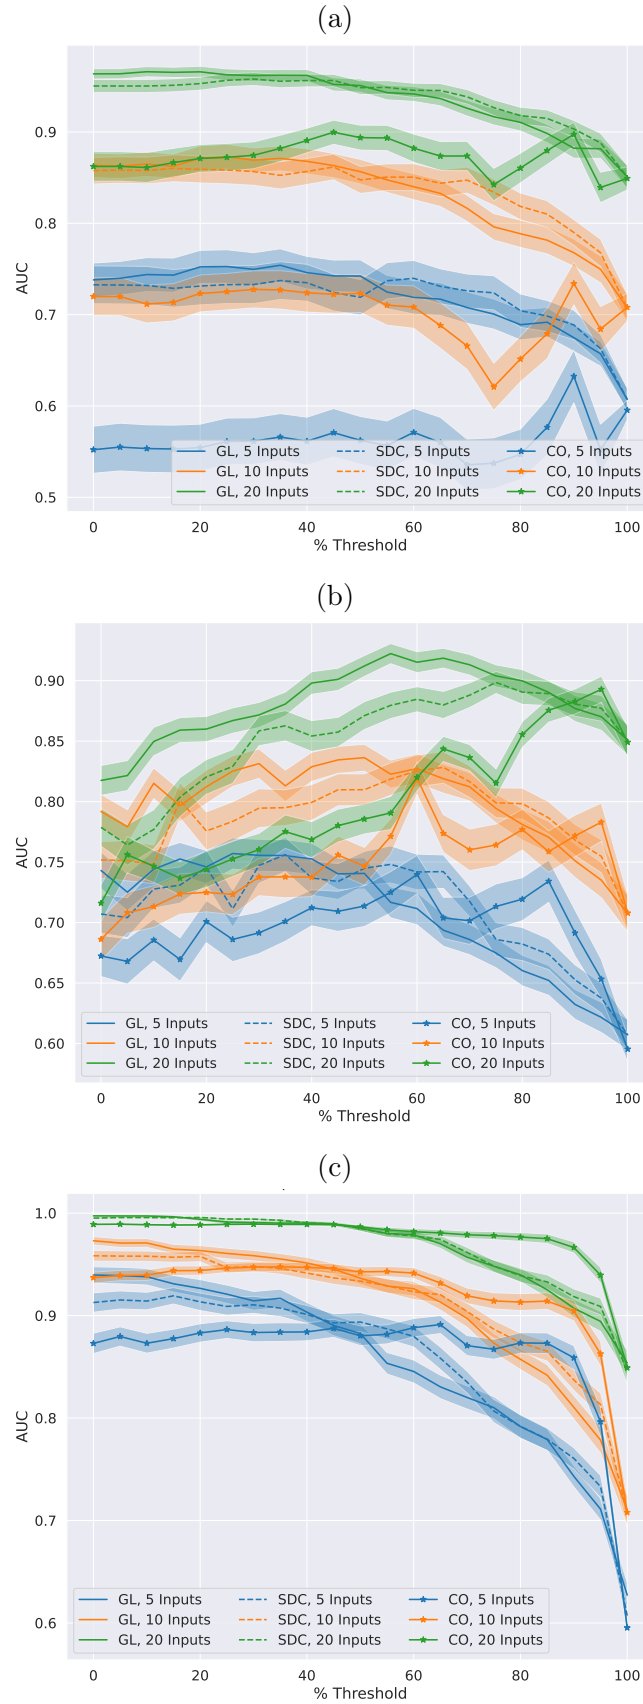 (a)
0.9
0.8
0.7
0.6
0.5
AUC
GL, 5 Inputs SDC, 5 Inputs CO, 5 Inputs
GL, 10 Inputs SDC, 10 Inputs CO, 10 Inputs
GL, 20 Inputs SDC, 20 Inputs CO, 20 Inputs
0 20 40 60 80 100
% Threshold
(b)
0.90
0.85
0.80
0.75
0.70
0.65
0.60
AUC
GL, 5 Inputs SDC, 5 Inputs CO, 5 Inputs
GL, 10 Inputs SDC, 10 Inputs CO, 10 Inputs
GL, 20 Inputs SDC, 20 Inputs CO, 20 Inputs
0 20 40 60 80 100
% Threshold
(c)
1.0
0.9
0.8
0.7
0.6
AUC
GL, 5 Inputs SDC, 5 Inputs CO, 5 Inputs
GL, 10 Inputs SDC, 10 Inputs CO, 10 Inputs
GL, 20 Inputs SDC, 20 Inputs CO, 20 Inputs
0 20 40 60 80 100
% Threshold